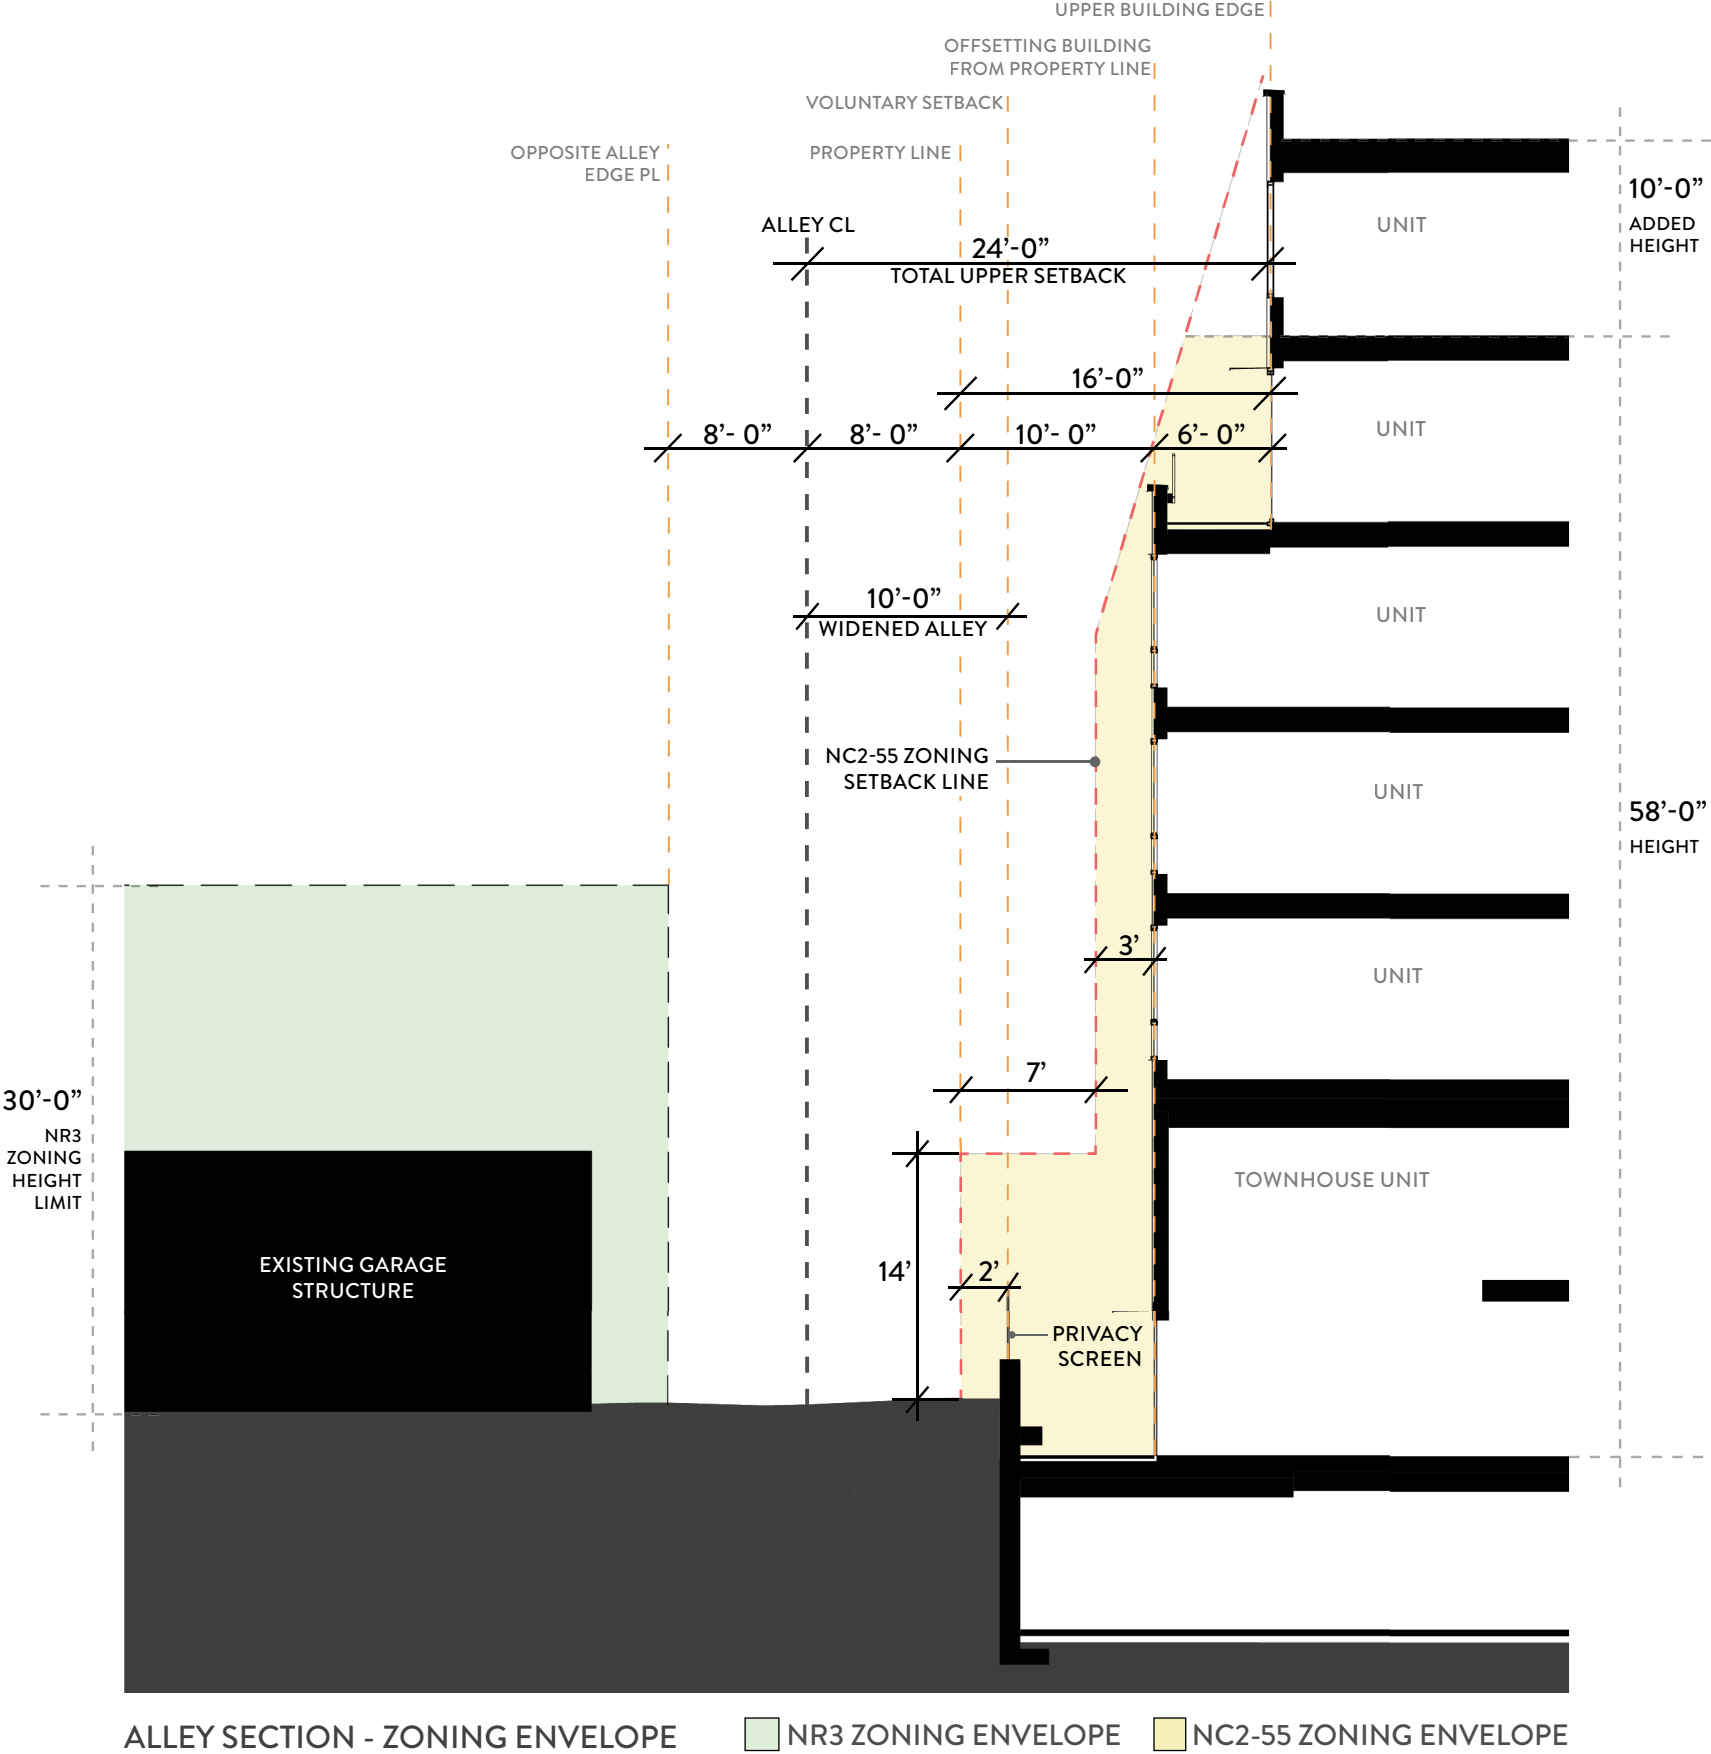 UPPER BUILDING EDGE
OFFSETTING BUILDING
FROM PROPERTY LINE
VOLUNTARY SETBACK
OPPOSITE ALLEY
EDGE PL
PROPERTY LINE
ALLEY CL
24’-0”
TOTAL UPPER SETBACK
UNIT
10’-0”
ADDED
HEIGHT
16’-0”
8’- 0”
8’- 0”
10’- 0”
6’- 0”
UNIT
10’-0”
WIDENED ALLEY
UNIT
NC2-55 ZONING
SETBACK LINE
UNIT
58’-0”
HEIGHT
3’
UNIT
7’
30’-0”
NR3
ZONING
HEIGHT
LIMIT
TOWNHOUSE UNIT
EXISTING GARAGE
STRUCTURE
14’
2’
PRIVACY
SCREEN
ALLEY SECTION - ZONING ENVELOPE
NR3 ZONING ENVELOPE
NC2-55 ZONING ENVELOPE